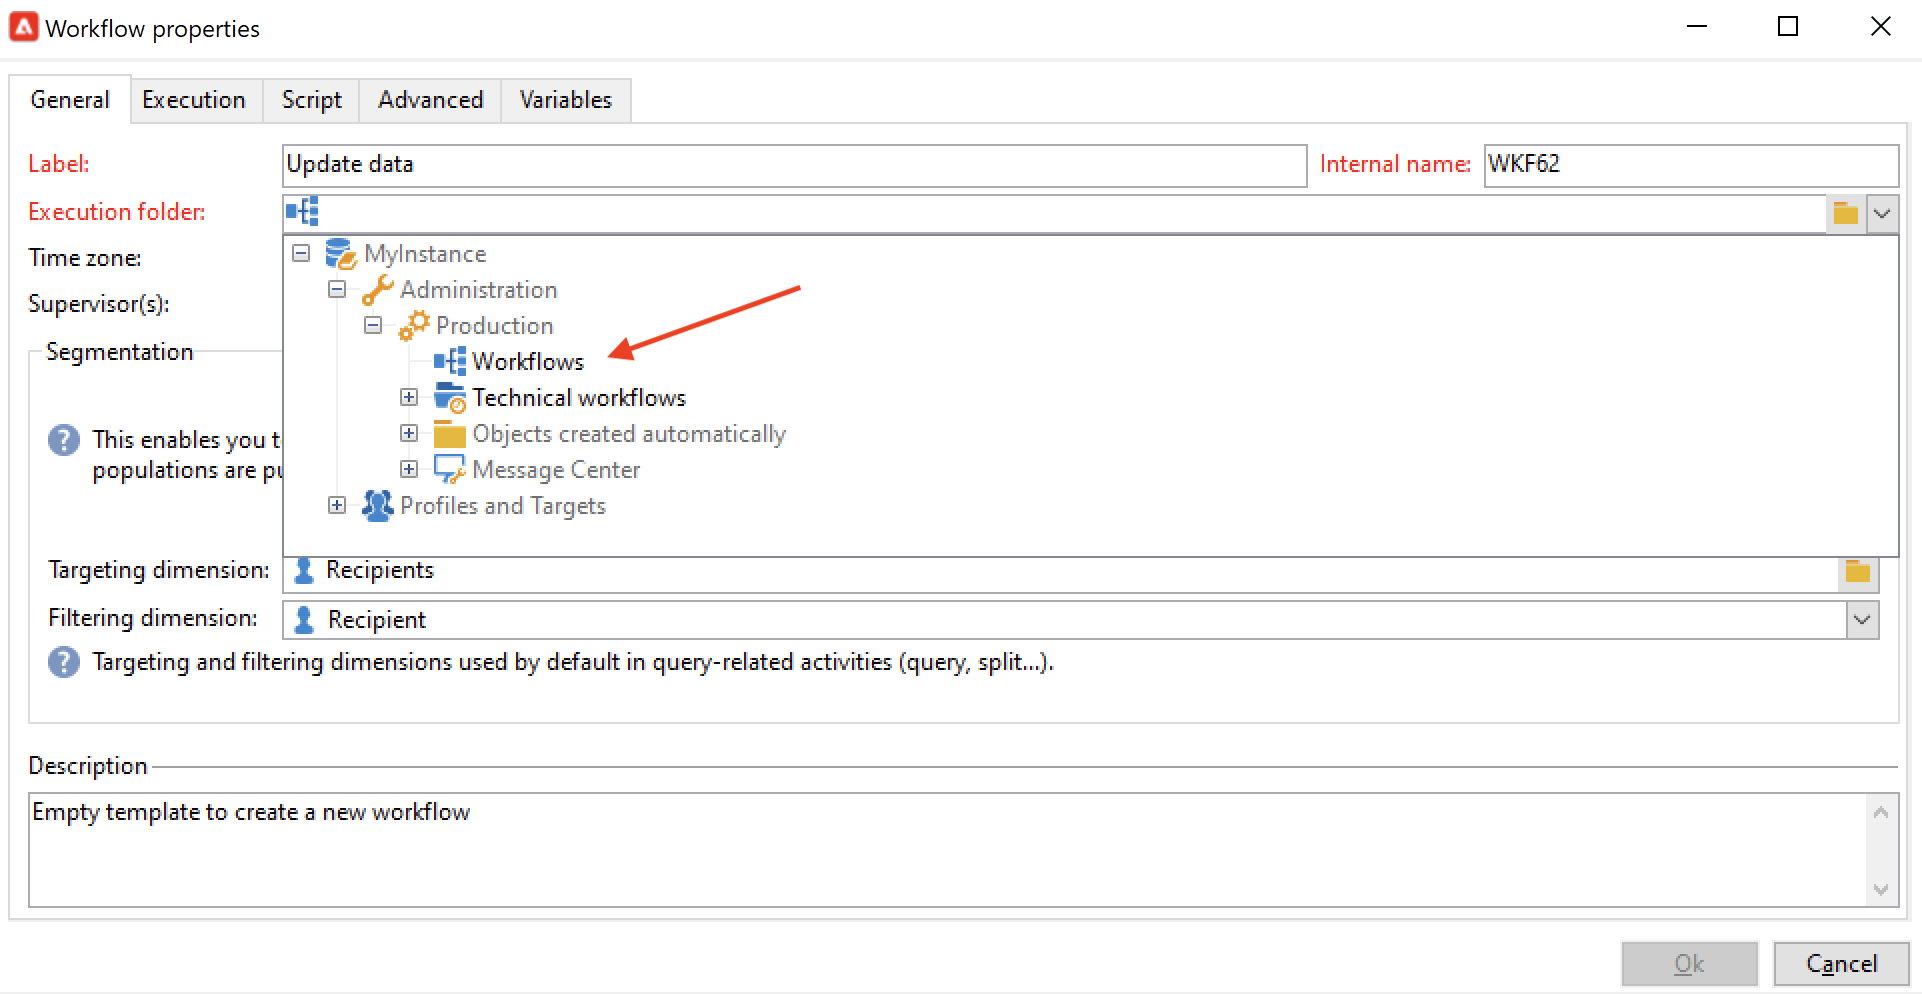 Workflow properties
General Execution Script Advanced Variables
Label: Update data Internal name: WKF62
Execution folder:
Time zone:
Supervisor(s):
MyInstance
Administration
Production
Workflows
Technical workflows
Objects created automatically
Message Center
Profiles and Targets
Segmentation
This enables you t
populations are pu
Targeting dimension: Recipients
Filtering dimension: Recipient
Targeting and filtering dimensions used by default in query-related activities (query, split...).
Description
Empty template to create a new workflow
Ok Cancel